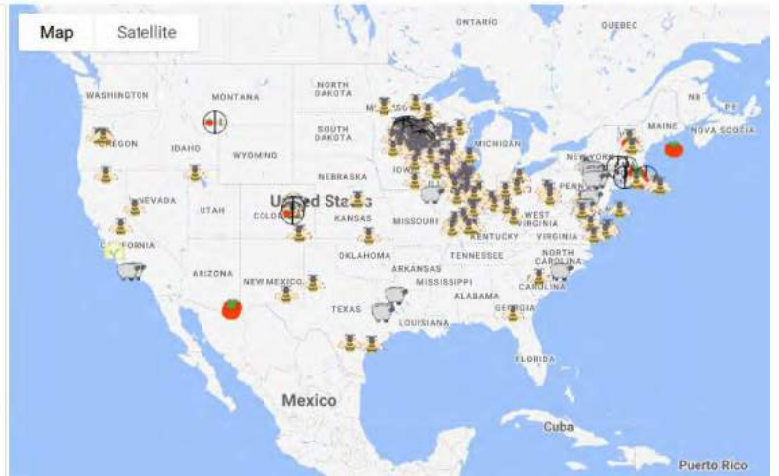 Map Satellite
ONTARIO
QUEBEC
WASHINGTON
MONTANA
NORTH
DAKOTA
NB
PE
MAINE
NOVA SCOTIA
OREGON
IDAHO
SOUTH
DAKOTA
MICHIGAN
WYOMING
IOWA
NEW YORK
PENN
NEBRASKA
NEVADA
UTAH
United States
COLO
KANSAS
MISSOURI
WEST
VIRGINIA
KENTUCKY
VIRGINIA
CALIFORNIA
OKLAHOMA
TENNESSEE
NORTH
CAROLINA
ARIZONA
NEW MEXICO
ARKANSAS
MISSISSIPPI
CAROLINA
TEXAS
ALABAMA
GEORGIA
LOUISIANA
FLORIDA
Mexico
Cuba
Puerto Rico